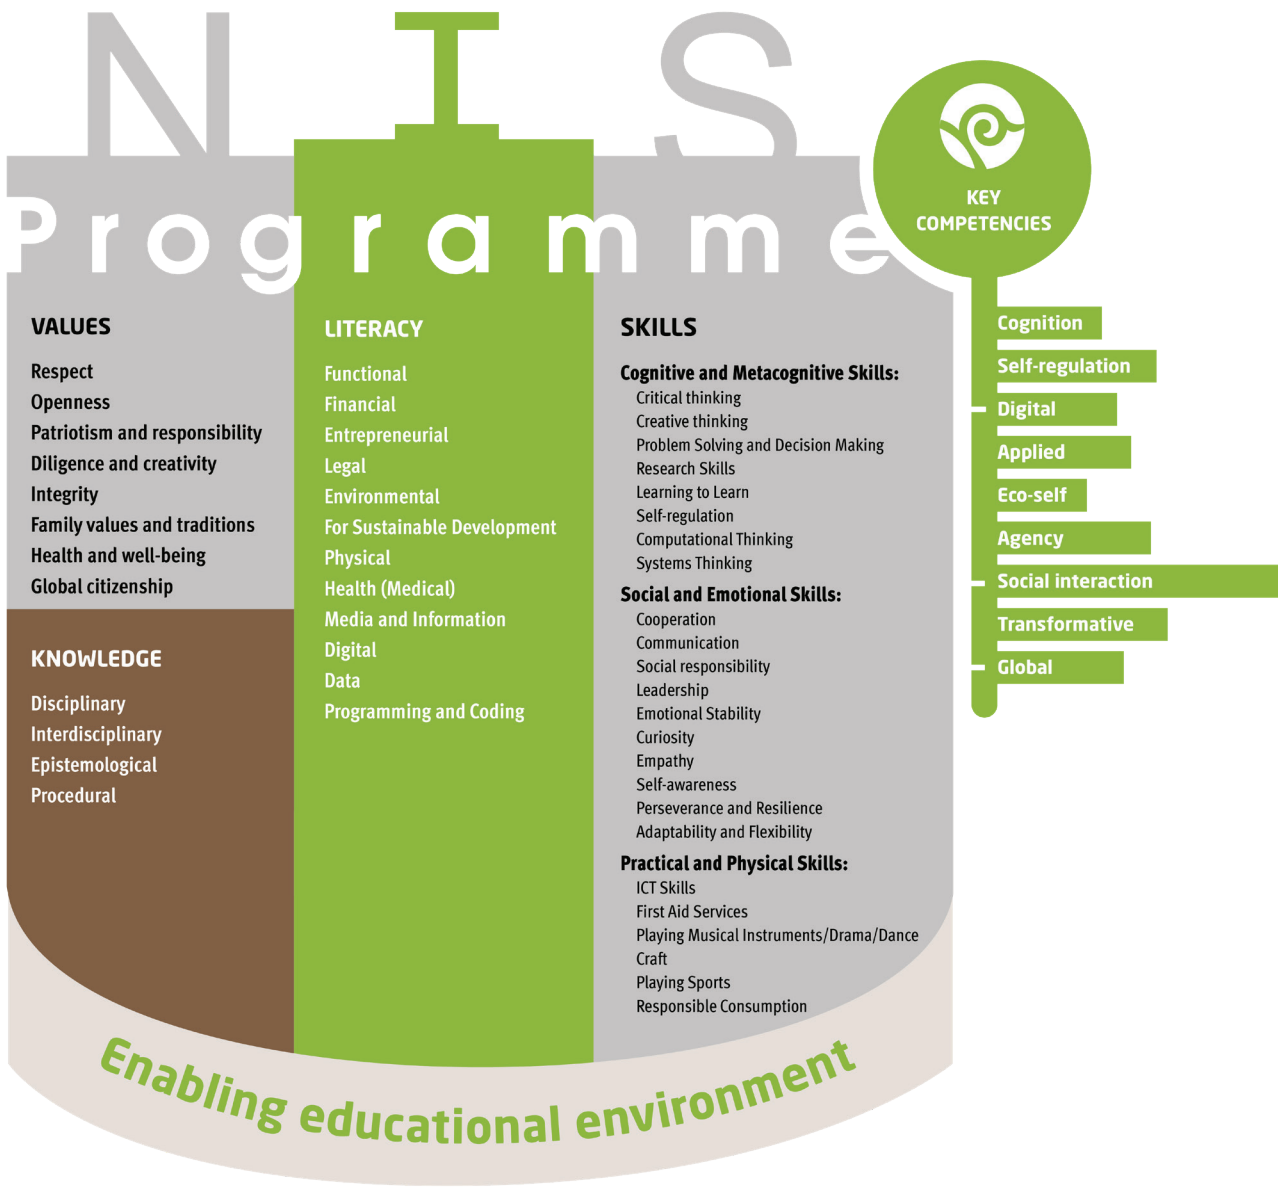 NIS
Programme
KEY
COMPETENCIES
VALUES
Respect
Openness
Patriotism and responsibility
Diligence and creativity
Integrity
Family values and traditions
Health and well-being
Global citizenship
KNOWLEDGE
Disciplinary
Interdisciplinary
Epistemological
Procedural
LITERACY
Functional
Financial
Entrepreneurial
Legal
Environmental
For Sustainable Development
Physical
Health (Medical)
Media and Information
Digital
Data
Programming and Coding
SKILLS
Cognitive and Metacognitive Skills:
Critical thinking
Creative thinking
Problem Solving and Decision Making
Research Skills
Learning to Learn
Self-regulation
Computational Thinking
Systems Thinking
Social and Emotional Skills:
Cooperation
Communication
Social responsibility
Leadership
Emotional Stability
Curiosity
Empathy
Self-awareness
Perseverance and Resilience
Adaptability and Flexibility
Practical and Physical Skills:
ICT Skills
First Aid Services
Playing Musical Instruments/Drama/Dance
Craft
Playing Sports
Responsible Consumption
Cognition
Self-regulation
Digital
Applied
Eco-self
Agency
Social interaction
Transformative
Global
Enabling educational environment